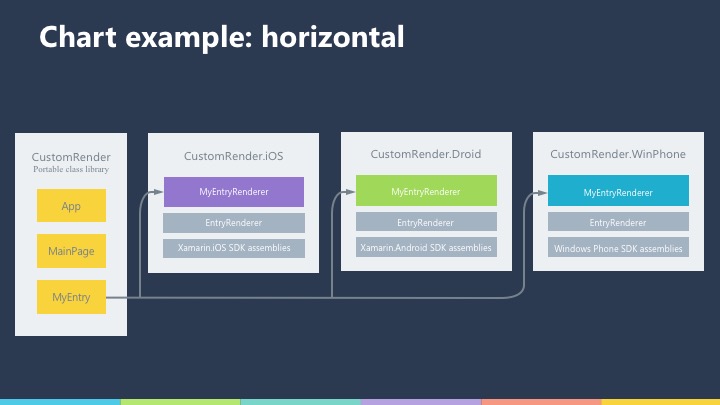 Chart example: horizontal
CustomRender
Portable class library
App
MainPage
MyEntry
CustomRender.iOS
MyEntryRenderer
EntryRenderer
Xamarin.iOS SDK assemblies
CustomRender.Droid
MyEntryRenderer
EntryRenderer
Xamarin.Android SDK assemblies
CustomRender.WinPhone
MyEntryRenderer
EntryRenderer
Windows Phone SDK assemblies